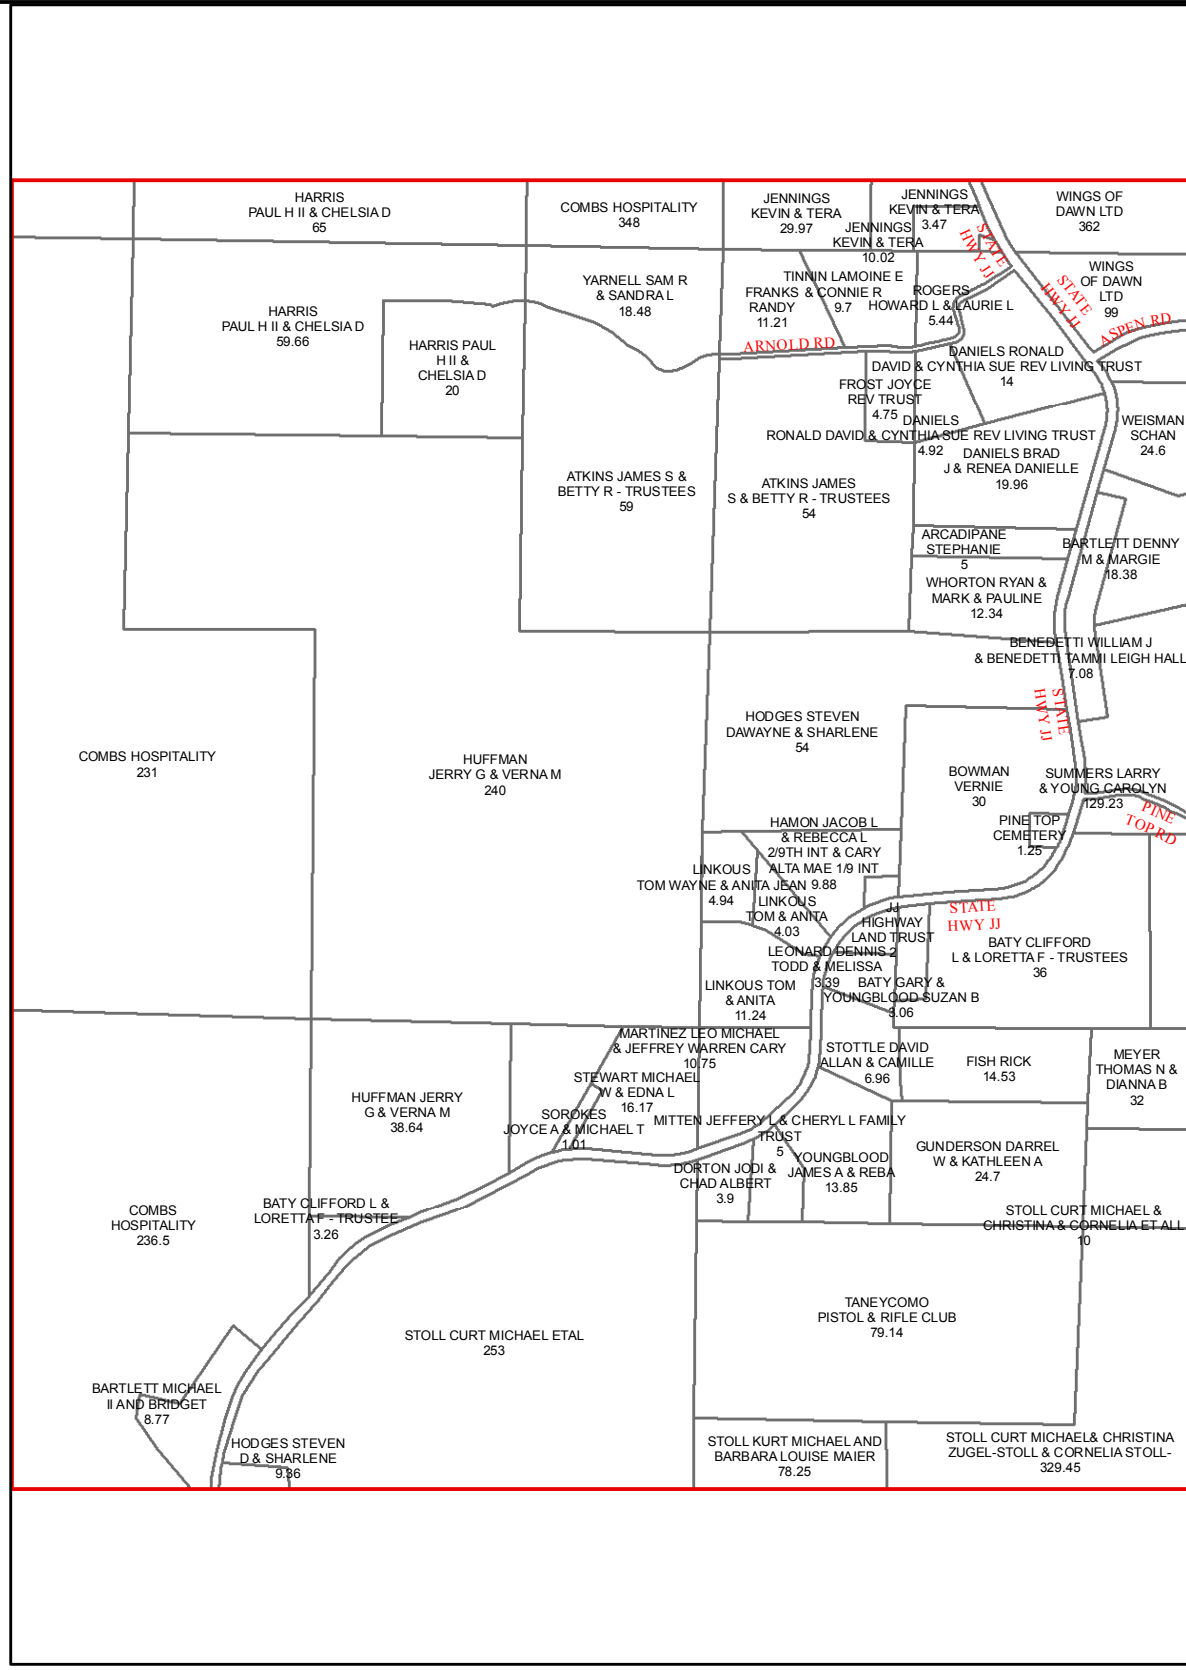 HARRIS
PAUL H II & CHELSIA D
65
COMBS HOSPITALITY
348
JENNINGS
KEVIN & TERA
29.97
JENNINGS
KEVIN & TERA
3.47
JENNINGS
KEVIN & TERA
10.02
WINGS OF
DAWN LTD
362
STATE
HWY JJ
HARRIS
PAUL H II & CHELSIA D
59.66
HARRIS PAUL
H II &
CHELSIA D
20
YARNELL SAM R
& SANDRA L
18.48
FRANKS
RANDY
11.21
TINNIN LAMOINE E
& CONNIE R
9.7
ROGERS
HOWARD L & LAURIE L
5.44
STATE
HWY JJ
WINGS
OF DAWN
LTD
99
ASPEN RD
ARNOLD RD
DANIELS RONALD
DAVID & CYNTHIA SUE REV LIVING TRUST
14
FROST JOYCE
REV TRUST
4.75
DANIELS
RONALD DAVID & CYNTHIA SUE REV LIVING TRUST
4.92
WEISMAN
SCHAN
24.6
DANIELS BRAD
J & RENEA DANIELLE
19.96
ATKINS JAMES S &
BETTY R - TRUSTEES
59
ATKINS JAMES
S & BETTY R - TRUSTEES
54
ARCADIPANE
STEPHANIE
5
BARTLETT DENNY
M & MARGIE
18.38
WHORTON RYAN &
MARK & PAULINE
12.34
BENEDETTI WILLIAM J
& BENEDETTI TAMMI LEIGH HALL
7.08
STATE
HWY JJ
COMBS HOSPITALITY
231
HUFFMAN
JERRY G & VERNA M
240
HODGES STEVEN
DAWAYNE & SHARLENE
54
BOWMAN
VERNIE
30
SUMMERS LARRY
& YOUNG CAROLYN
129.23
PINE
TOP RD
PINE TOP
CEMETERY
1.25
HAMON JACOB L
& REBECCA L
2/9TH INT & CARY
ALTA MAE 1/9 INT
9.88
LINKOUS
TOM WAYNE & ANITA JEAN
4.94
LINKOUS
TOM & ANITA
4.03
JJ
HIGHWAY
LAND TRUST
2
STATE
HWY JJ
BATY CLIFFORD
L & LORETTA F - TRUSTEES
36
LEONARD DENNIS
TODD & MELISSA
3.39
LINKOUS TOM
& ANITA
11.24
BATY GARY &
YOUNGBLOOD SUZAN B
3.06
MARTINEZ LEO MICHAEL
& JEFFREY WARREN CARY
10.75
STOTTLE DAVID
ALLAN & CAMILLE
6.96
FISH RICK
14.53
MEYER
THOMAS N &
DIANNA B
32
STEWART MICHAEL
W & EDNA L
16.17
HUFFMAN JERRY
G & VERNA M
38.64
SOROKES
JOYCE A & MICHAEL T
1.01
MITTEN JEFFERY L & CHERYL L FAMILY
TRUST
5
DORTON JODI &
CHAD ALBERT
3.9
YOUNGBLOOD
JAMES A & REBA
13.85
GUNDERSON DARREL
W & KATHLEEN A
24.7
COMBS
HOSPITALITY
236.5
BATY CLIFFORD L &
LORETTA F - TRUSTEE
3.26
STOLL CURT MICHAEL &
CHRISTINA & CORNELIA ET ALL
10
TANEYCOMO
PISTOL & RIFLE CLUB
79.14
STOLL CURT MICHAEL ETAL
253
BARTLETT MICHAEL
II AND BRIDGET
8.77
HODGES STEVEN
D & SHARLENE
9.36
STOLL KURT MICHAEL AND
BARBARA LOUISE MAIER
78.25
STOLL CURT MICHAEL& CHRISTINA
ZUGEL-STOLL & CORNELIA STOLL-
329.45